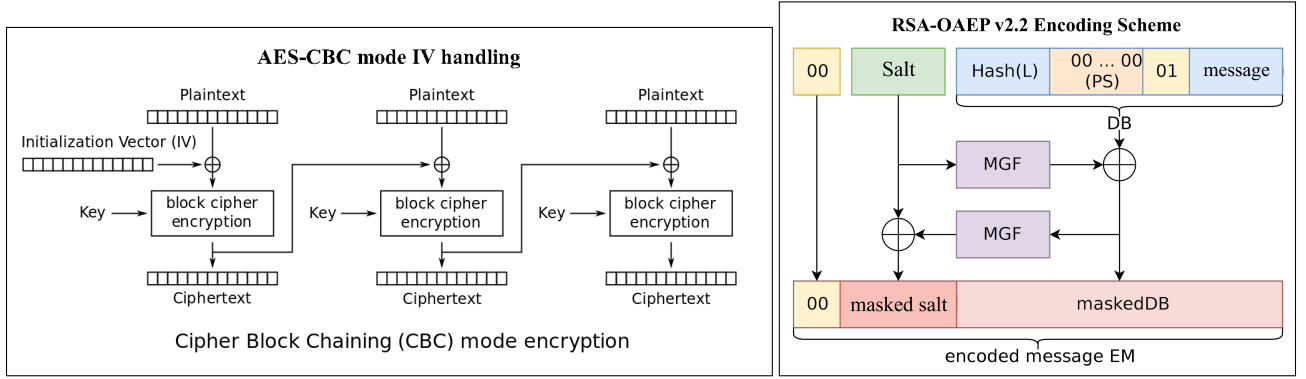 AES-CBC mode IV handling
Plaintext Plaintext Plaintext
Initialization Vector (IV)
Key block cipher encryption Key block cipher encryption Key block cipher encryption
Ciphertext Ciphertext Ciphertext
Cipher Block Chaining (CBC) mode encryption
RSA-OAEP v2.2 Encoding Scheme
00 Salt Hash(L) 00 ... 00 (PS) 01 message
DB
MGF
MGF
00 masked salt maskedDB
encoded message EM